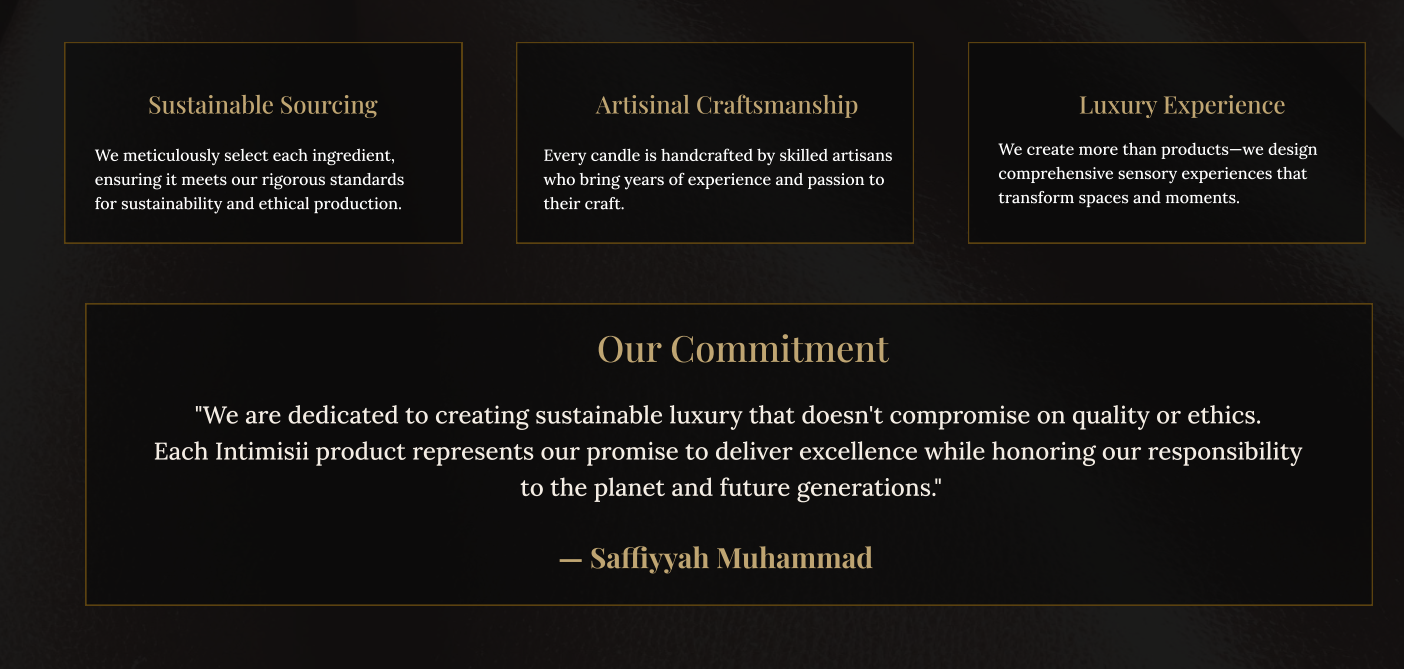 Sustainable Sourcing
We meticulously select each ingredient,
ensuring it meets our rigorous standards
for sustainability and ethical production.
Artisinal Craftsmanship
Every candle is handcrafted by skilled artisans
who bring years of experience and passion to
their craft.
Luxury Experience
We create more than products—we design
comprehensive sensory experiences that
transform spaces and moments.
Our Commitment
"We are dedicated to creating sustainable luxury that doesn't compromise on quality or ethics.
Each Intimisii product represents our promise to deliver excellence while honoring our responsibility
to the planet and future generations."
— Saffiyyah Muhammad